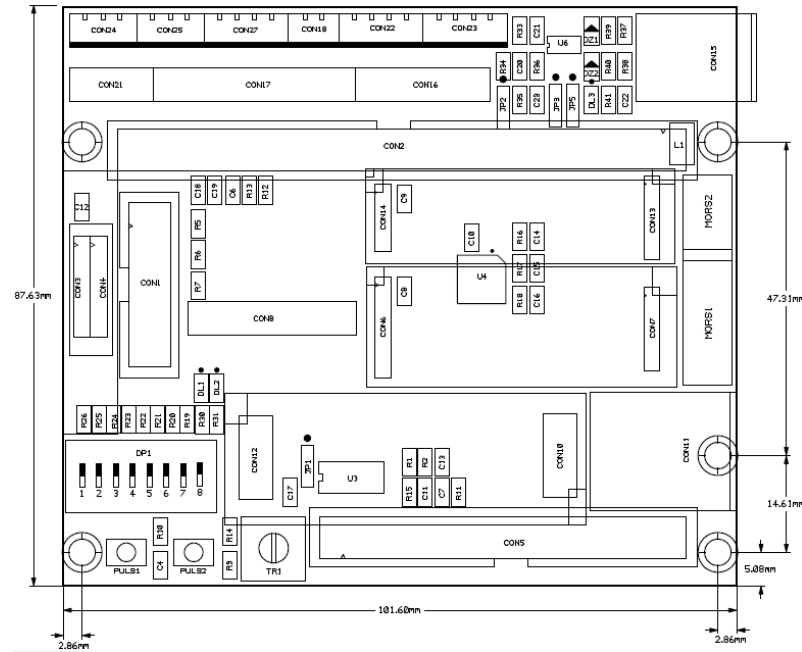 CON24 CON25 CON27 CON18 CON22 CON23
R33 C21 U6 DZ1 R39 R37
CON15
R34 C20 R36 DZ2 R40 R38
CON21 CON17 CON16
JP2 R35 C23 JP3 JP5 DL3 R41 C22
CON2 L1
C18 C19 C6 R13 R12
C12 C9 CON14 CON13 MORS2
R5 C10 R16 C14
R6
CON3 CON4 CON1 U4 R17 C15
R7 C8 R18 C16
87.63mm 47.31mm
CON8 CON6 CON7 MORS1
DL1 DL2
R26 R25 R24 R23 R22 R21 R20 R19 R30 R31
DP1 CON12 JP1 U3 R1 R2 C13 CON10 CON11
1 2 3 4 5 6 7 8
C17 R15 C11 C7 R11
14.61mm
R10 R14
CON5
C4 R9
PULS1 PULS2 TR1
5.08mm
101.60mm
2.86mm 2.86mm